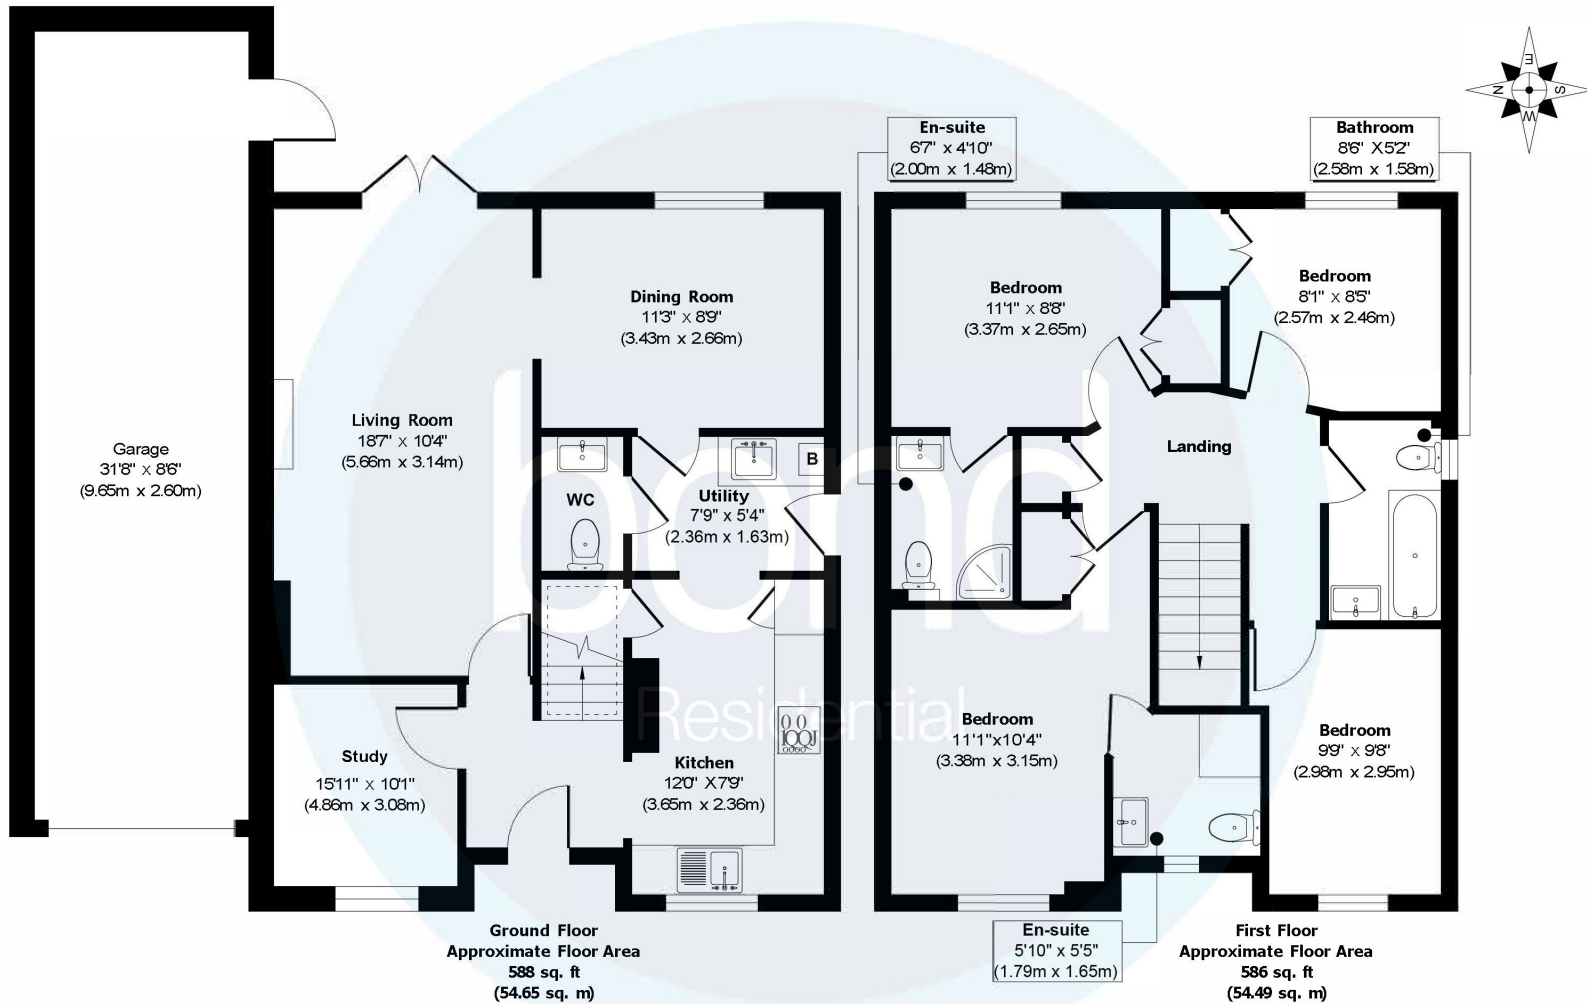 En-suite
6'7" x 4'10"
(2.00m x 1.48m)
Bathroom
8'6" X 5'2"
(2.58m x 1.58m)
E
N
S
W
Dining Room
11'3" x 8'9"
(3.43m x 2.66m)
Bedroom
11'1" x 8'8"
(3.37m x 2.65m)
Bedroom
8'1" x 8'5"
(2.57m x 2.46m)
Garage
31'8" x 8'6"
(9.65m x 2.60m)
Living Room
18'7" x 10'4"
(5.66m x 3.14m)
WC
B
Utility
7'9" x 5'4"
(2.36m x 1.63m)
Landing
bond
Residential
Study
15'11" x 10'1"
(4.86m x 3.08m)
Kitchen
12'0" X 7'9"
(3.65m x 2.36m)
Bedroom
11'1"x10'4"
(3.38m x 3.15m)
Bedroom
9'9" x 9'8"
(2.98m x 2.95m)
Ground Floor
Approximate Floor Area
588 sq. ft
(54.65 sq. m)
En-suite
5'10" x 5'5"
(1.79m x 1.65m)
First Floor
Approximate Floor Area
586 sq. ft
(54.49 sq. m)